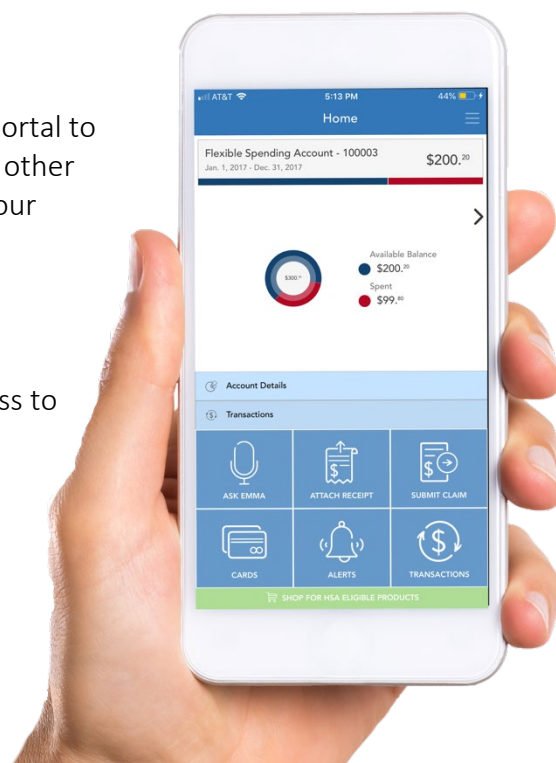 ortal to
other
our
ss to
AT&T 5:13 PM 44%
Home
Flexible Spending Account - 100003
$200.20
Jan. 1, 2017 - Dec. 31, 2017
$300.00
Available Balance
$200.20
Spent
$99.80
Account Details
Transactions
ASK EMMA
ATTACH RECEIPT
SUBMIT CLAIM
CARDS
ALERTS
TRANSACTIONS
SHOP FOR HSA ELIGIBLE PRODUCTS